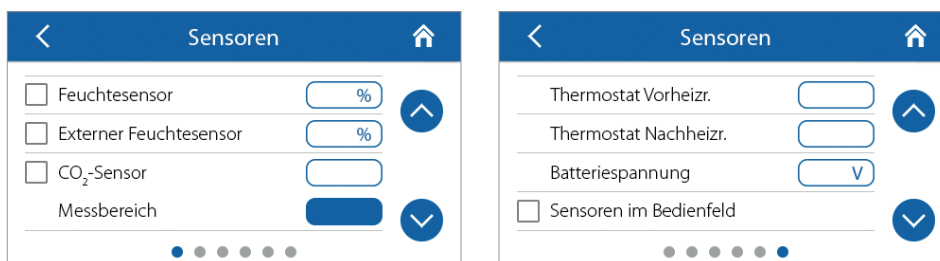 Sensoren
Feuchtesensor %
Externer Feuchtesensor %
CO₂-Sensor
Messbereich
Sensoren
Thermostat Vorheizr.
Thermostat Nachheizr.
Batteriespannung V
Sensoren im Bedienfeld